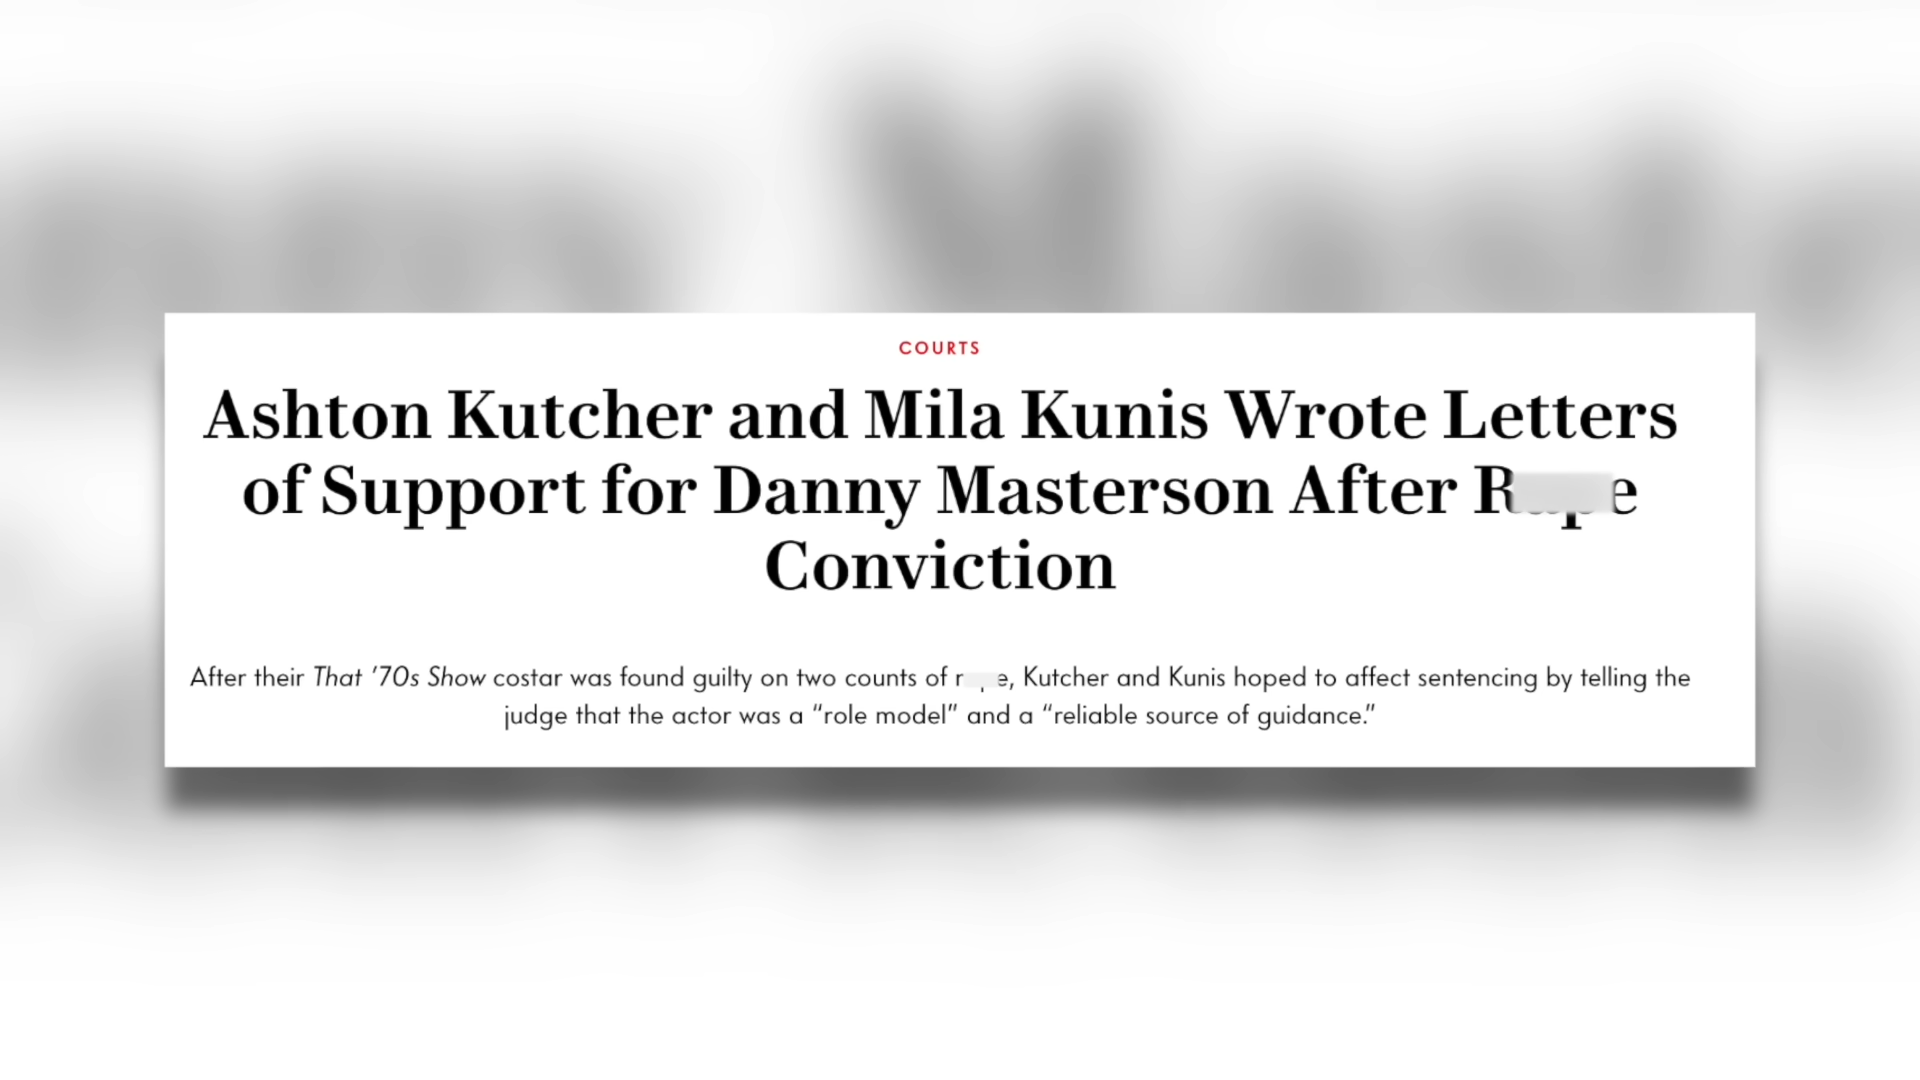 COURTS
Ashton Kutcher and Mila Kunis Wrote Letters
of Support for Danny Masterson After
Conviction
After their That '70s Show costar was found guilty on two counts of , Kutcher and Kunis hoped to affect sentencing by telling the
judge that the actor was a “role model” and a “reliable source of guidance.”